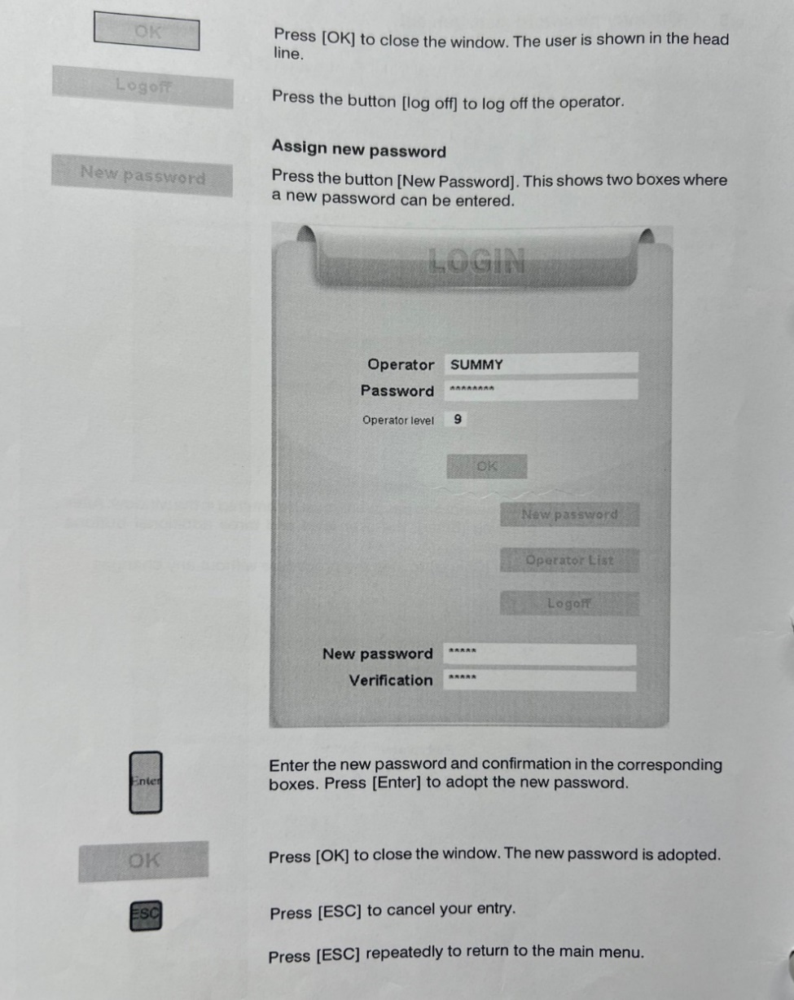 OK
Press [OK] to close the window. The user is shown in the head
line.
Logoff
Press the button [log off] to log off the operator.
Assign new password
New password
Press the button [New Password]. This shows two boxes where
a new password can be entered.
LOGIN
Operator SUMMY
Password ********
Operator level 9
OK
New password
Operator List
Logoff
New password *****
Verification *****
Enter
Enter the new password and confirmation in the corresponding
boxes. Press [Enter] to adopt the new password.
OK
Press [OK] to close the window. The new password is adopted.
ESC
Press [ESC] to cancel your entry.
Press [ESC] repeatedly to return to the main menu.